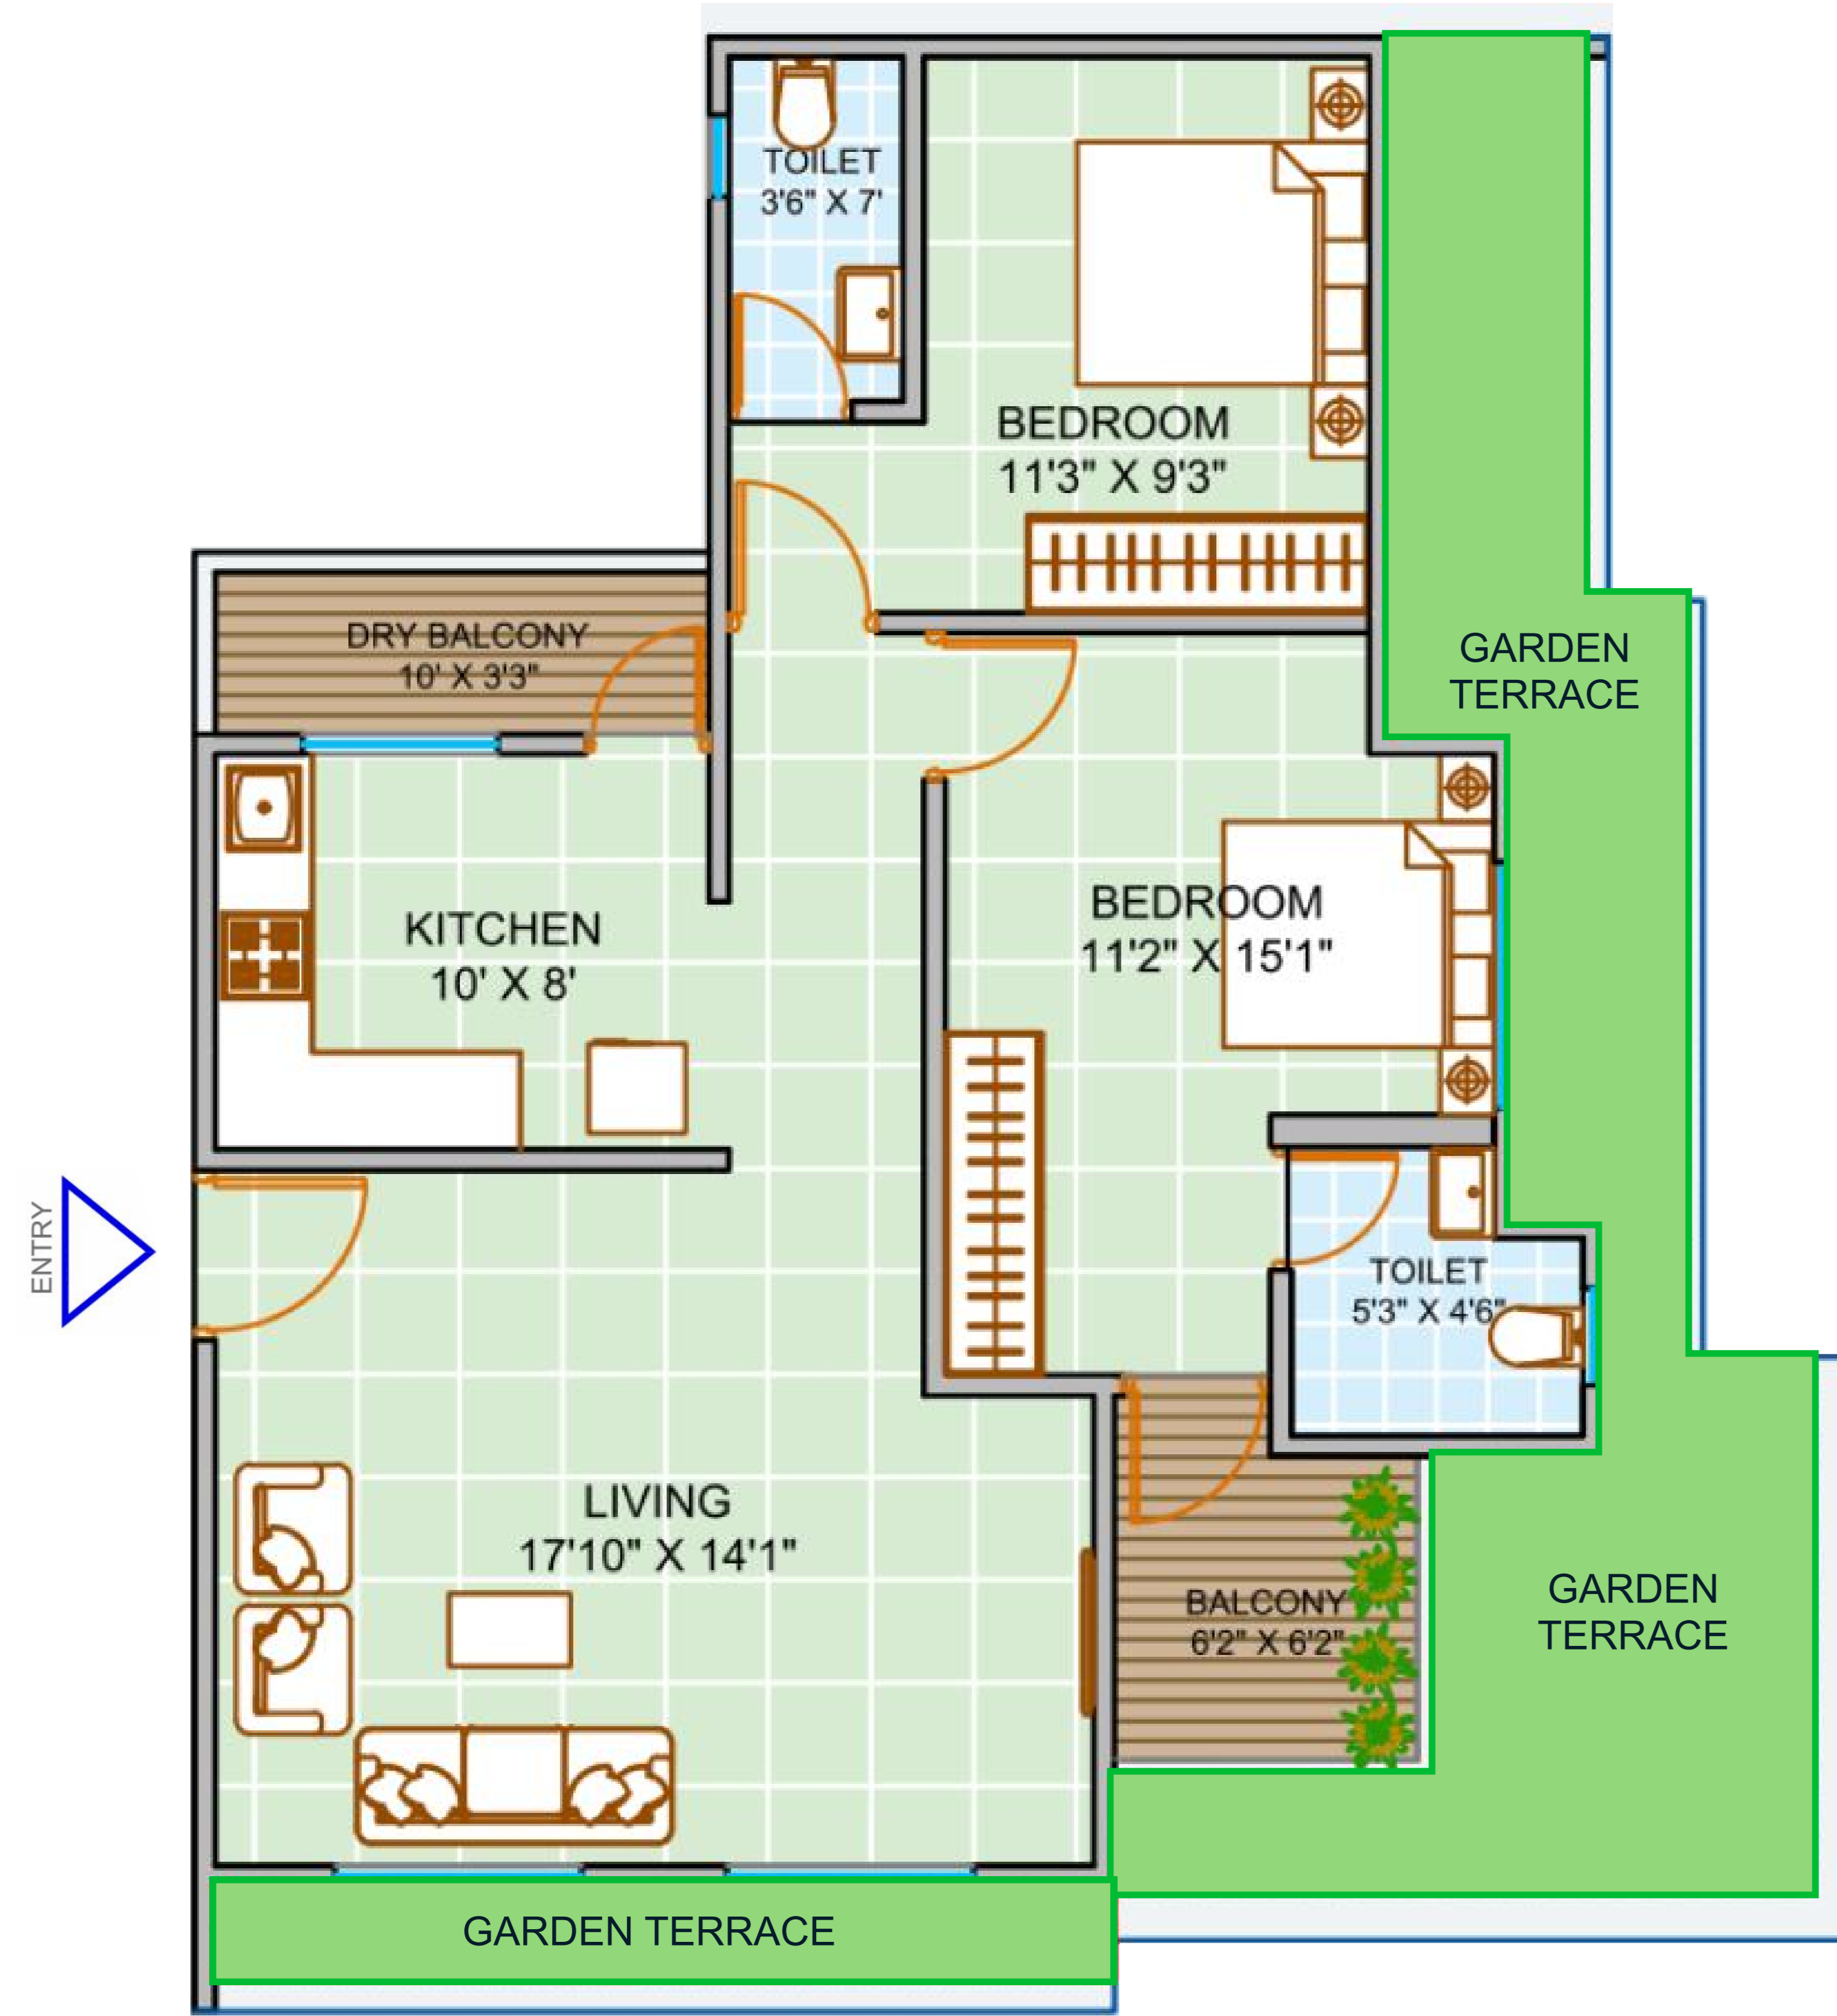 TOILET
3'6" X 7'
BEDROOM
11'3" X 9'3"
DRY BALCONY
10' X 3'3"
GARDEN
TERRACE
KITCHEN
10' X 8'
BEDROOM
11'2" X 15'1"
ENTRY
TOILET
5'3" X 4'6"
LIVING
17'10" X 14'1"
BALCONY
6'2" X 6'2"
GARDEN
TERRACE
GARDEN TERRACE